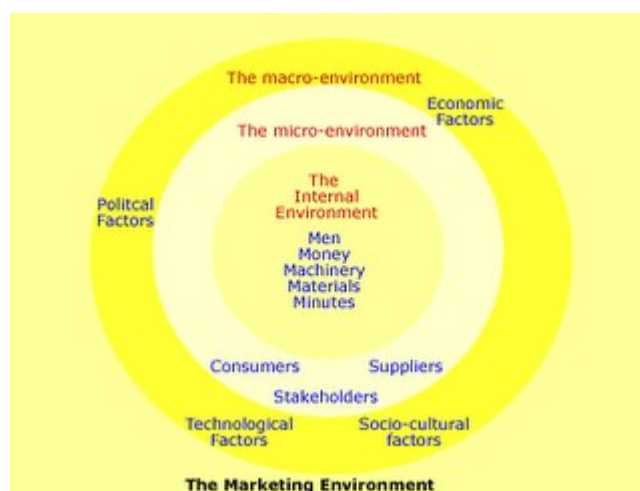 The macro-environment
Economic
Factors
The micro-environment
The
Internal
Environment
Politcal
Factors
Men
Money
Machinery
Materials
Minutes
Consumers
Suppliers
Stakeholders
Technological
Factors
Socio-cultural
factors
The Marketing Environment